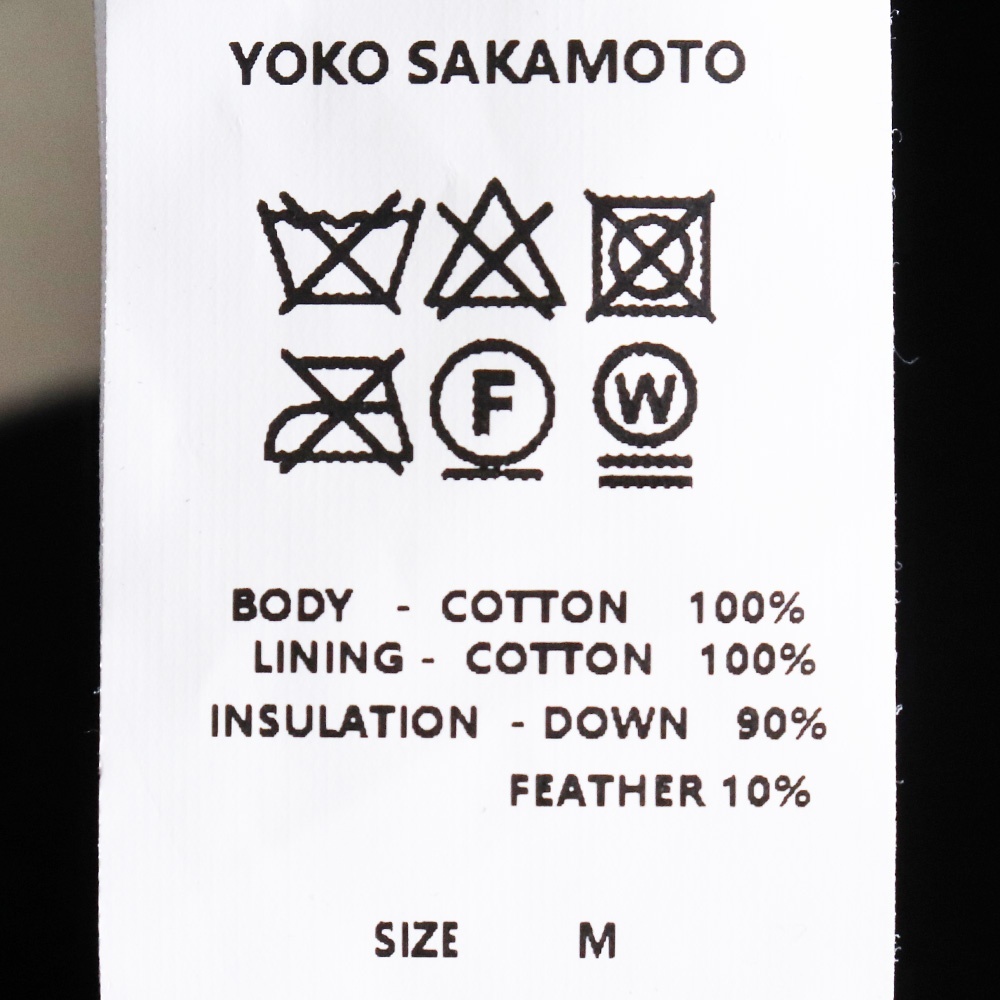 YOKO SAKAMOTO
F W
BODY - COTTON 100%
LINING - COTTON 100%
INSULATION - DOWN 90%
FEATHER 10%
SIZE M